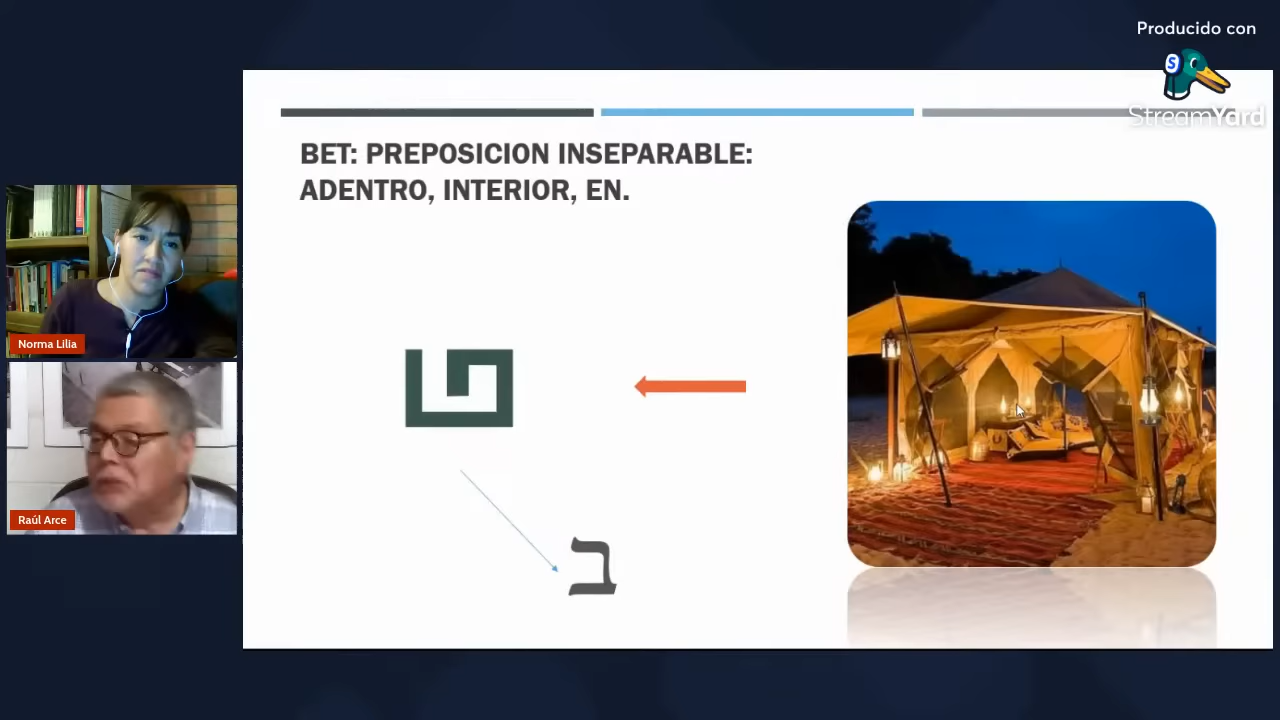 Producido con
StreamYard
BET: PREPOSICION INSEPARABLE:
ADENTRO, INTERIOR, EN.
ב
Norma Lilia
Raúl Arce